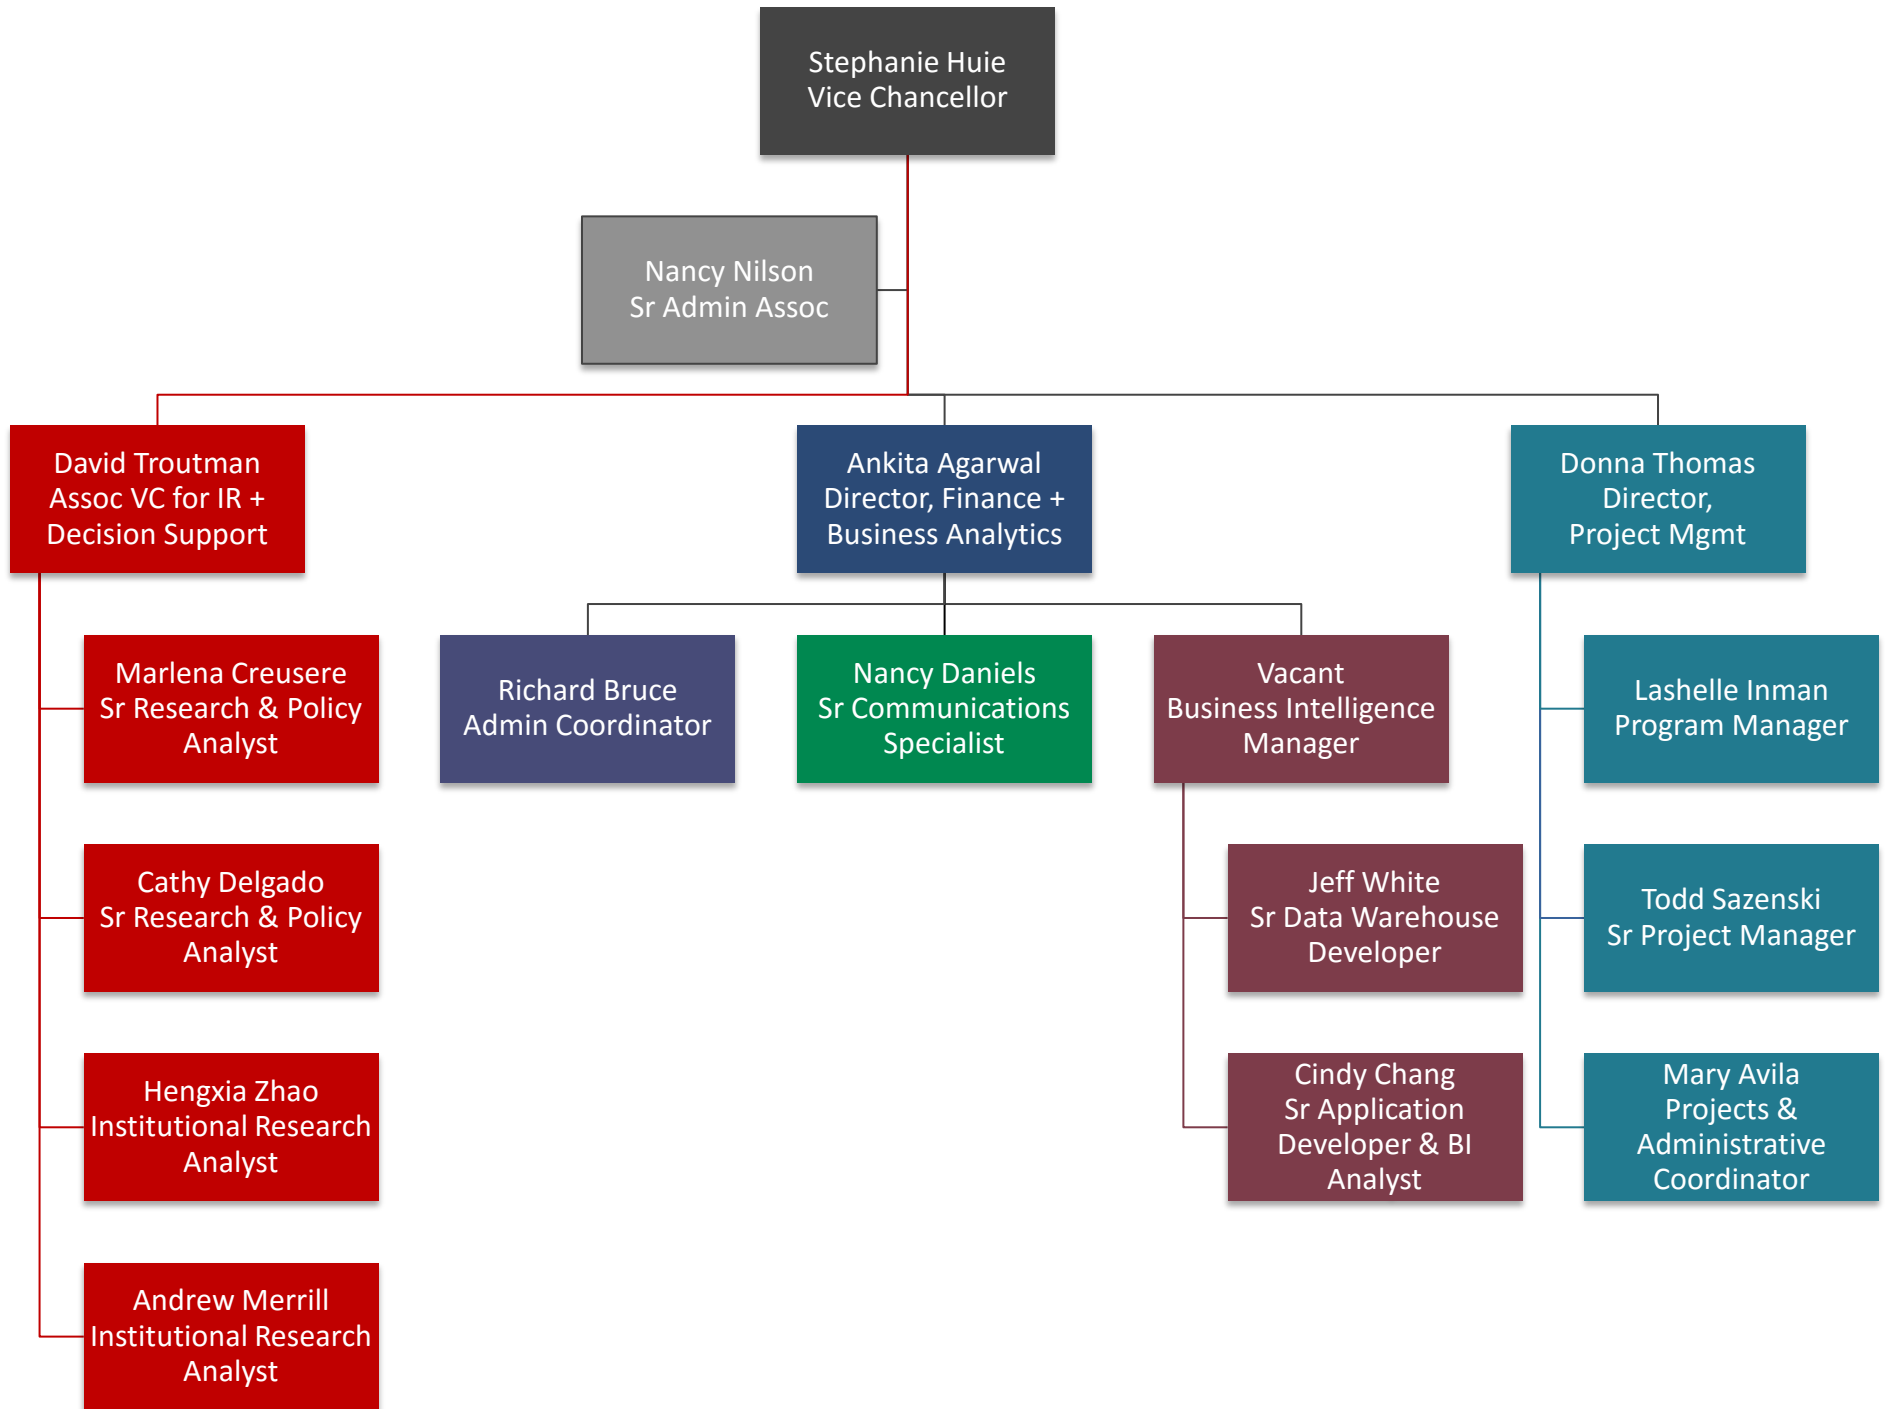 Stephanie Huie
Vice Chancellor
Nancy Nilson
Sr Admin Assoc
David Troutman
Assoc VC for IR +
Decision Support
Ankita Agarwal
Director, Finance +
Business Analytics
Donna Thomas
Director,
Project Mgmt
Marlena Creusere
Sr Research & Policy
Analyst
Richard Bruce
Admin Coordinator
Nancy Daniels
Sr Communications
Specialist
Vacant
Business Intelligence
Manager
Lashelle Inman
Program Manager
Cathy Delgado
Sr Research & Policy
Analyst
Jeff White
Sr Data Warehouse
Developer
Todd Sazenski
Sr Project Manager
Hengxia Zhao
Institutional Research
Analyst
Cindy Chang
Sr Application
Developer & BI
Analyst
Mary Avila
Projects &
Administrative
Coordinator
Andrew Merrill
Institutional Research
Analyst